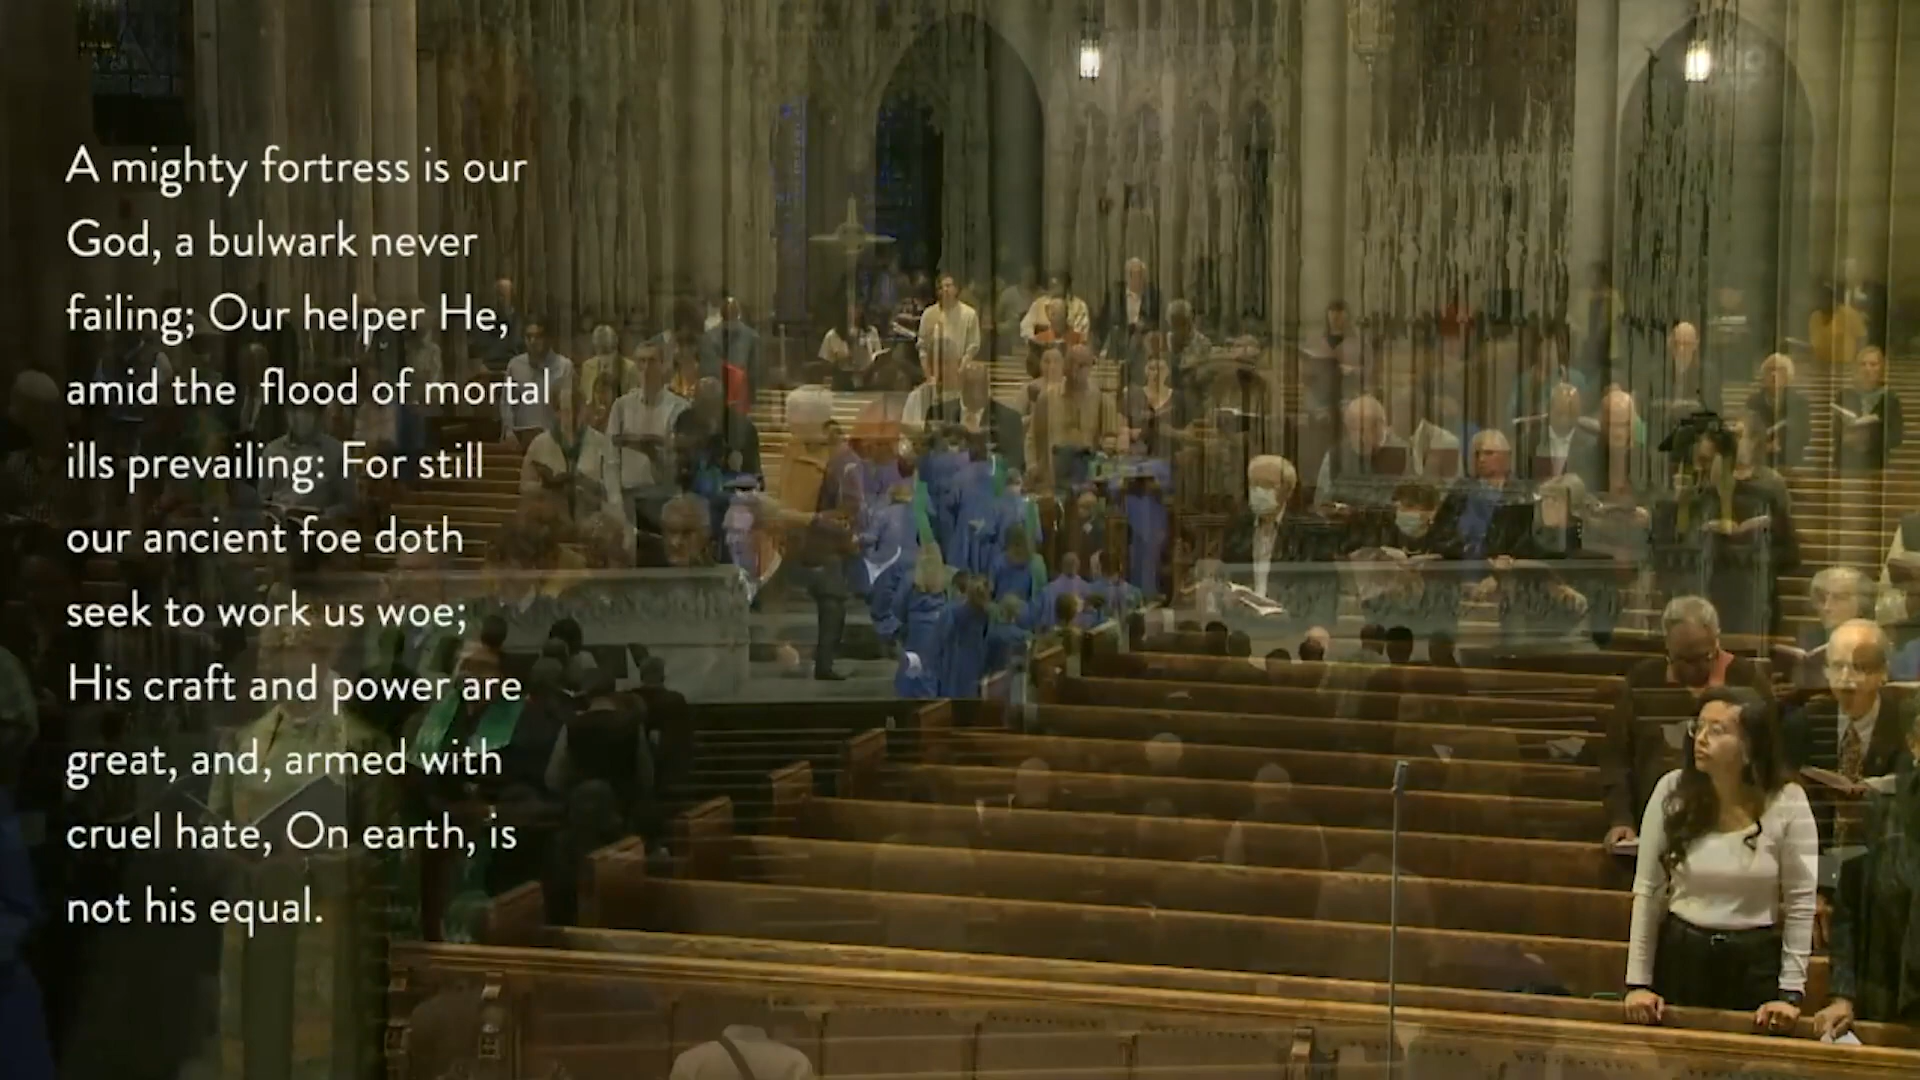 A mighty fortress is our
God, a bulwark never
failing; Our helper He,
amid the flood of mortal
ills prevailing: For still
our ancient foe doth
seek to work us woe;
His craft and power are
great, and, armed with
cruel hate, On earth, is
not his equal.